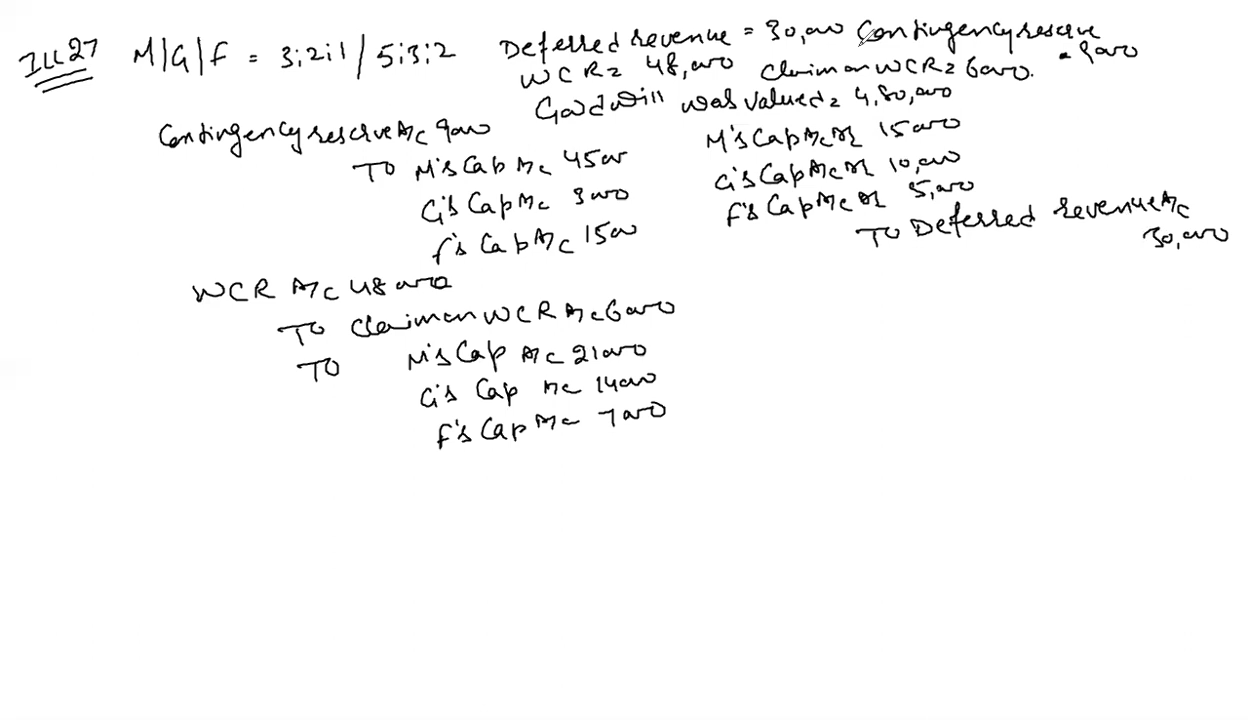 ILL 27 M/G/F = 3:2:1 / 5:3:2 Deferred revenue = 30,000 Contingency reserve = 9000
WCR = 48,000 Claim on WCR = 6000.
Goodwill was valued = 4,80,000
Contingency reserve A/c 9000
To M's Cap A/c 4500
G's Cap A/c 3000
F's Cap A/c 1500
M's Cap A/c Dr 15000
G's Cap A/c Dr 10,000
F's Cap A/c Dr 5,000
To Deferred revenue A/c 30,000
WCR A/c 48000
To Claim on WCR A/c 6000
To M's Cap A/c 21000
G's Cap A/c 14000
F's Cap A/c 7000